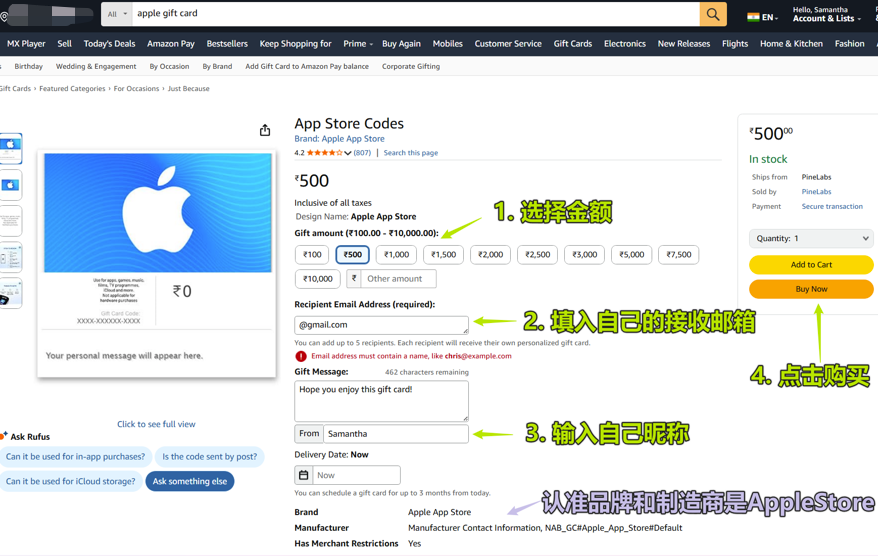 All
apple gift card
EN
Hello, Samantha
Account & Lists
MX Player Sell Today's Deals Amazon Pay Bestsellers Keep Shopping for Prime Buy Again Mobiles Customer Service Gift Cards Electronics New Releases Flights Home & Kitchen Fashion
Birthday Wedding & Engagement By Occasion By Brand Add Gift Card to Amazon Pay balance Corporate Gifting
Gift Cards › Featured Categories › For Occasions › Just Because
App Store Codes
Brand: Apple App Store
4.2 (807) | Search this page
₹500
Inclusive of all taxes
Design Name: Apple App Store
Gift amount (₹100.00 - ₹10,000.00):
₹100 ₹500 ₹1,000 ₹1,500 ₹2,000 ₹2,500 ₹3,000 ₹5,000 ₹7,500
₹10,000 ₹ Other amount
1. 选择金额
Recipient Email Address (required):
@gmail.com
2. 填入自己的接收邮箱
You can add up to 5 recipients. Each recipient will receive their own personalized gift card.
Email address must contain a name, like chris@example.com
Gift Message: 462 characters remaining
Hope you enjoy this gift card!
From Samantha
3. 输入自己昵称
Delivery Date: Now
Now
You can schedule a gift card for up to 3 months from today.
Brand Apple App Store
认准品牌和制造商是AppleStore
Manufacturer Manufacturer Contact Information, NAB_GC#Apple_App_Store#Default
Has Merchant Restrictions Yes
Use for apps, games, music,
films, TV programmes,
iCloud and more.
Not applicable for
hardware purchases
₹0
Gift Card Code:
XXXX-XXXXXX-XXXX
Your personal message will appear here.
Click to see full view
Ask Rufus
Can it be used for in-app purchases? Is the code sent by post?
Can it be used for iCloud storage? Ask something else
₹500⁰⁰
In stock
Ships from PineLabs
Sold by PineLabs
Payment Secure transaction
Quantity: 1
Add to Cart
Buy Now
4. 点击购买